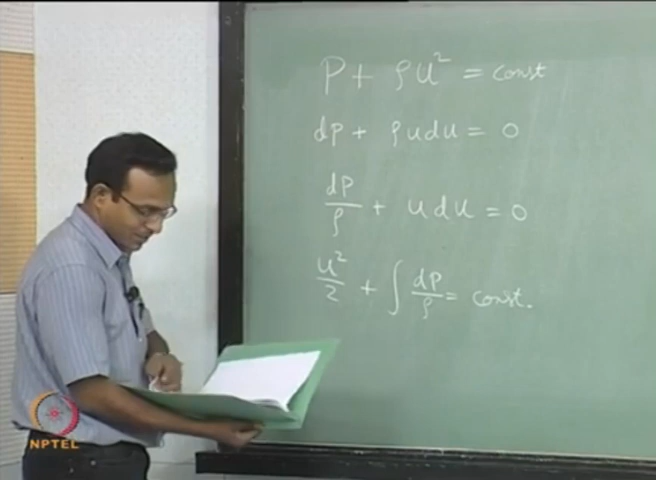 P + ρu² = const
dp + ρudu = 0
dP/ρ + udu = 0
u²/2 + ∫ dp/ρ = const.
NPTEL